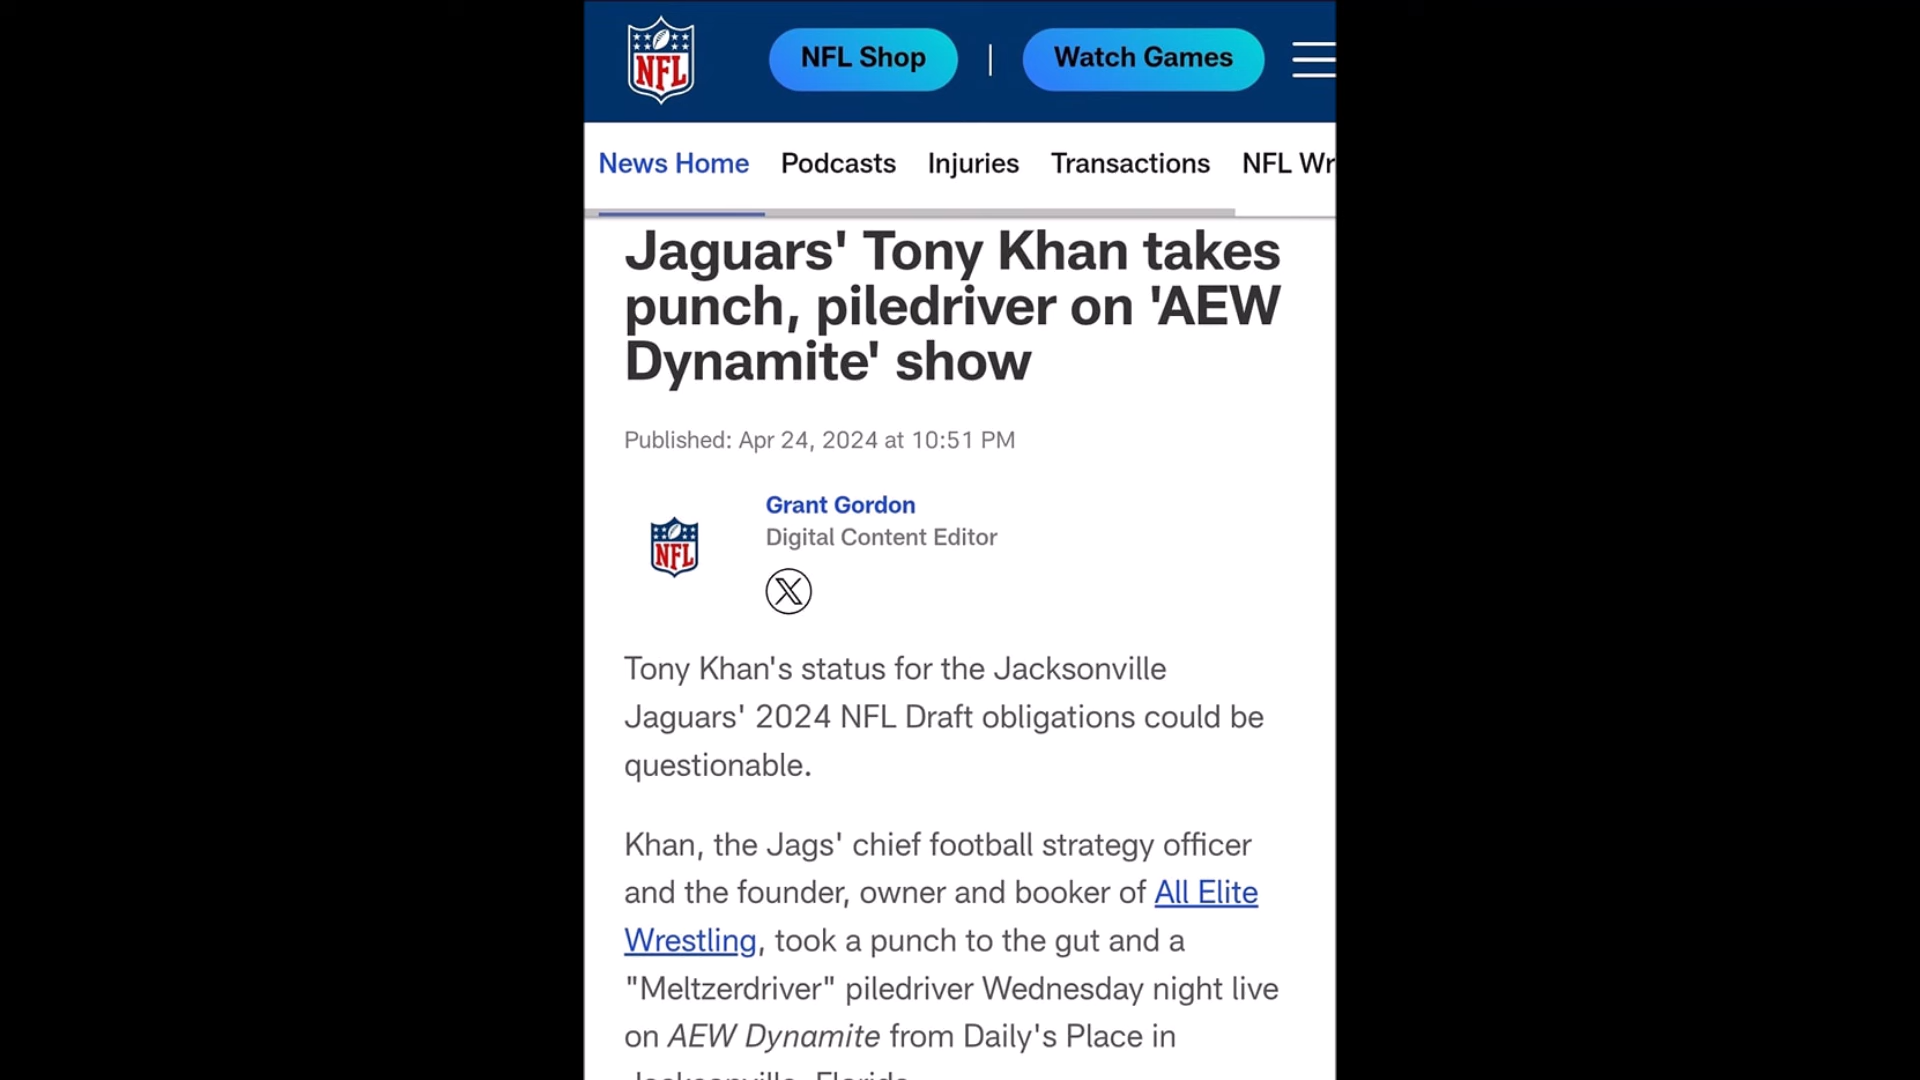 NFL
NFL Shop | Watch Games
News Home Podcasts Injuries Transactions NFL Wr
Jaguars' Tony Khan takes
punch, piledriver on 'AEW
Dynamite' show
Published: Apr 24, 2024 at 10:51 PM
Grant Gordon
NFL
Digital Content Editor
Tony Khan's status for the Jacksonville
Jaguars' 2024 NFL Draft obligations could be
questionable.
Khan, the Jags' chief football strategy officer
and the founder, owner and booker of All Elite
Wrestling, took a punch to the gut and a
"Meltzerdriver" piledriver Wednesday night live
on AEW Dynamite from Daily's Place in
Jacksonville, Florida.